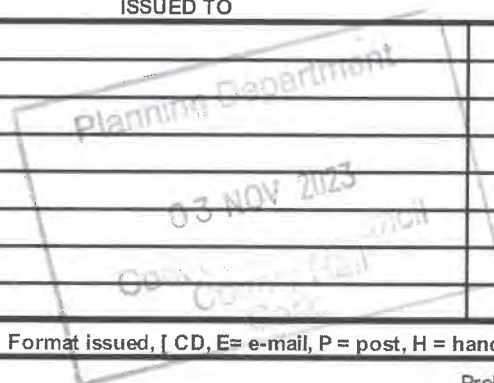 ISSUED TO
Planning Department
03 NOV 2023
Format issued, [ CD, E= e-mail, P = post, H = hand